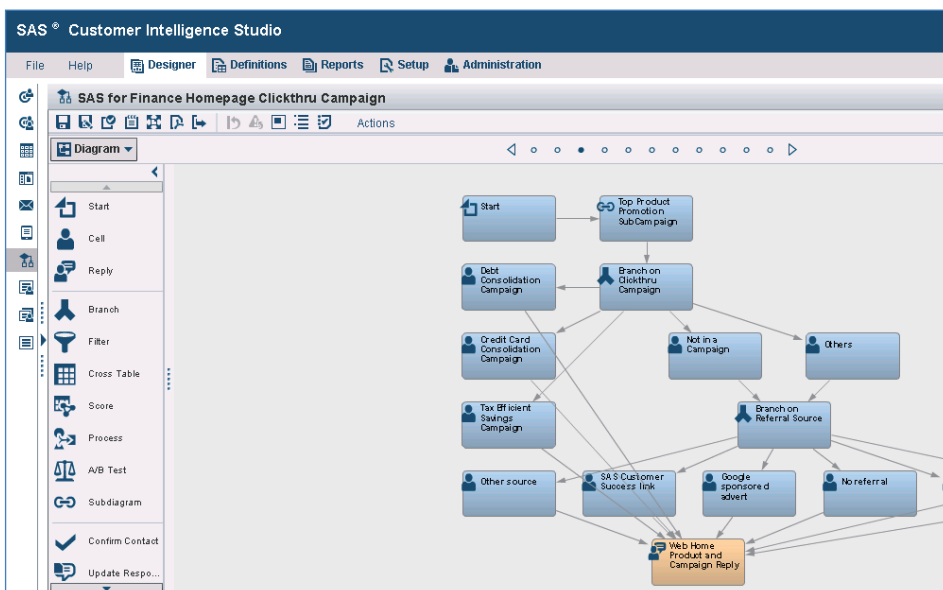 SAS ® Customer Intelligence Studio
File Help Designer Definitions Reports Setup Administration
SAS for Finance Homepage Clickthru Campaign
Actions
Diagram
Start
Cell
Reply
Branch
Filter
Cross Table
Score
Process
A/B Test
Subdiagram
Confirm Contact
Update Respo...
Start
Top Product
Promotion
SubCampaign
Debt
Consolidation
Campaign
Branch on
Clickthru
Campaign
Credit Card
Consolidation
Campaign
Not in a
Campaign
Others
Tax Efficient
Savings
Campaign
Branch on
Referral Source
Other source
SAS Customer
Success link
Google
sponsored
advert
No referral
Web Home
Product and
Campaign Reply